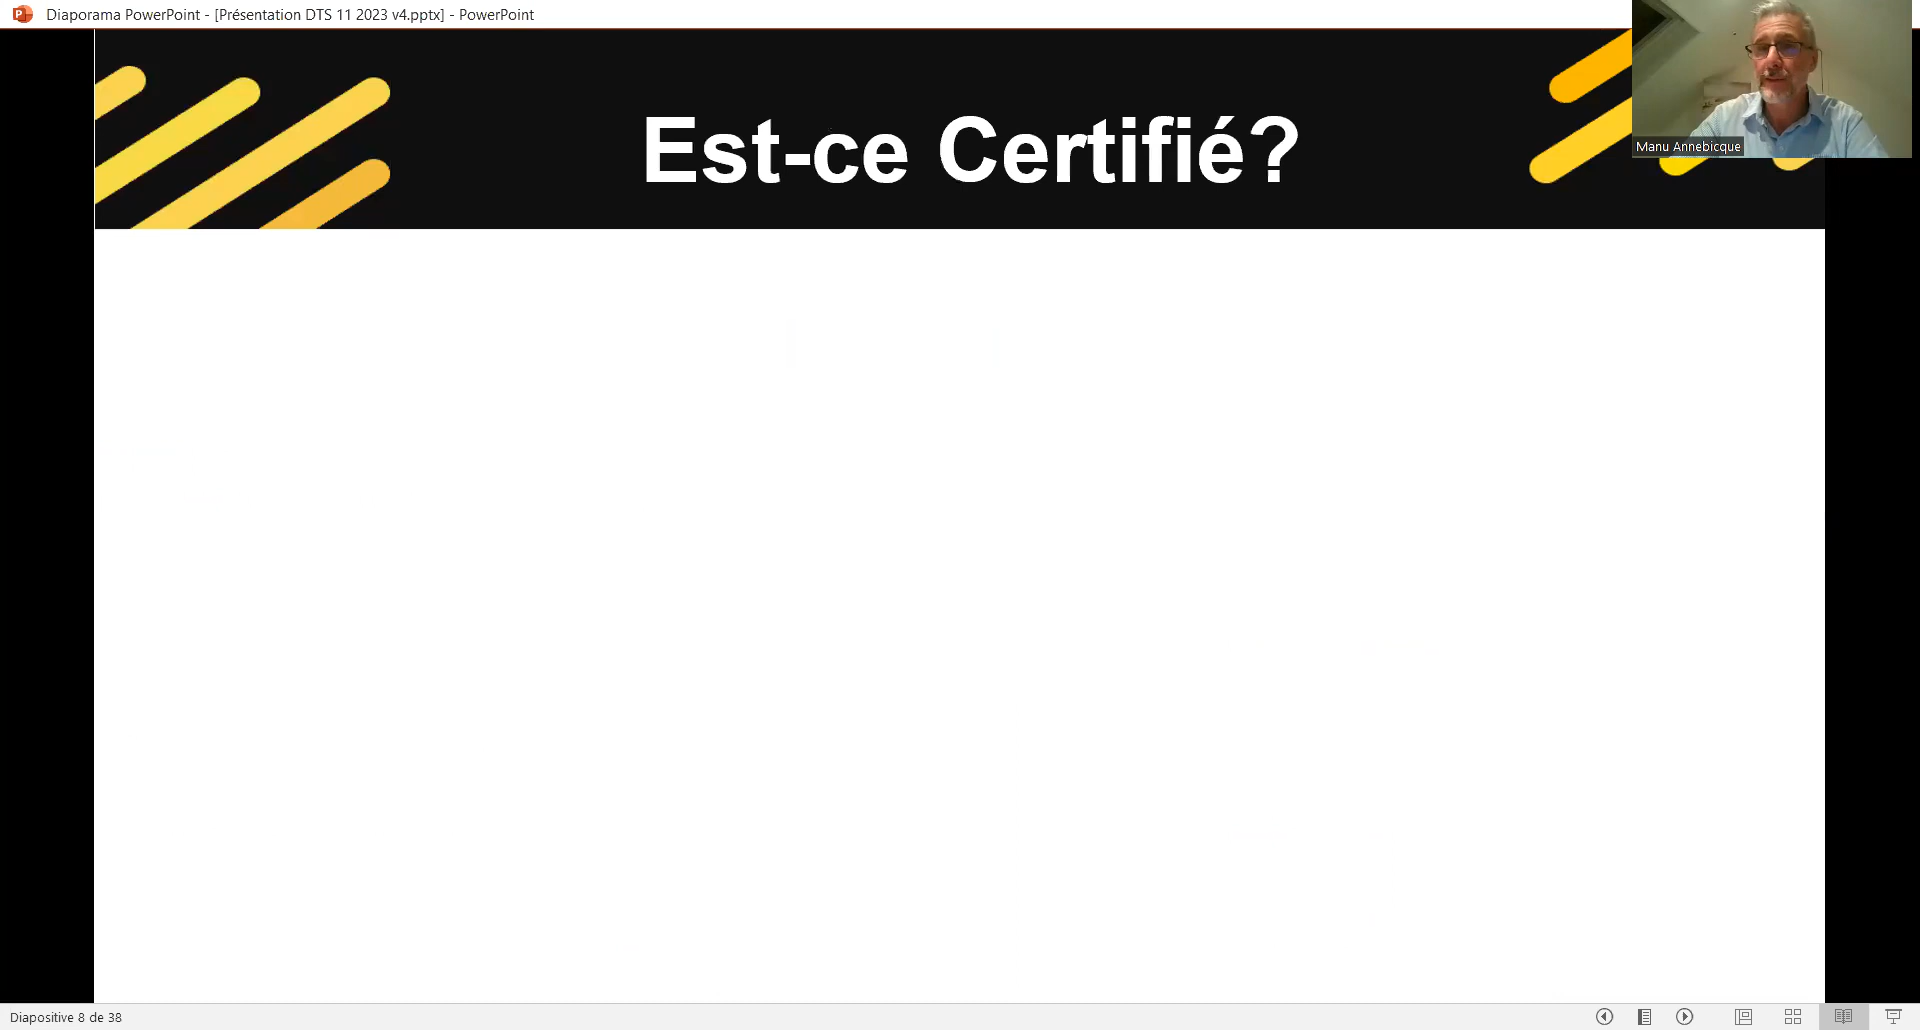 Diaporama PowerPoint - [Présentation DTS 11 2023 v4.pptx] - PowerPoint
Est-ce Certifié?
Manu Annebicque
Diapositive 8 de 38